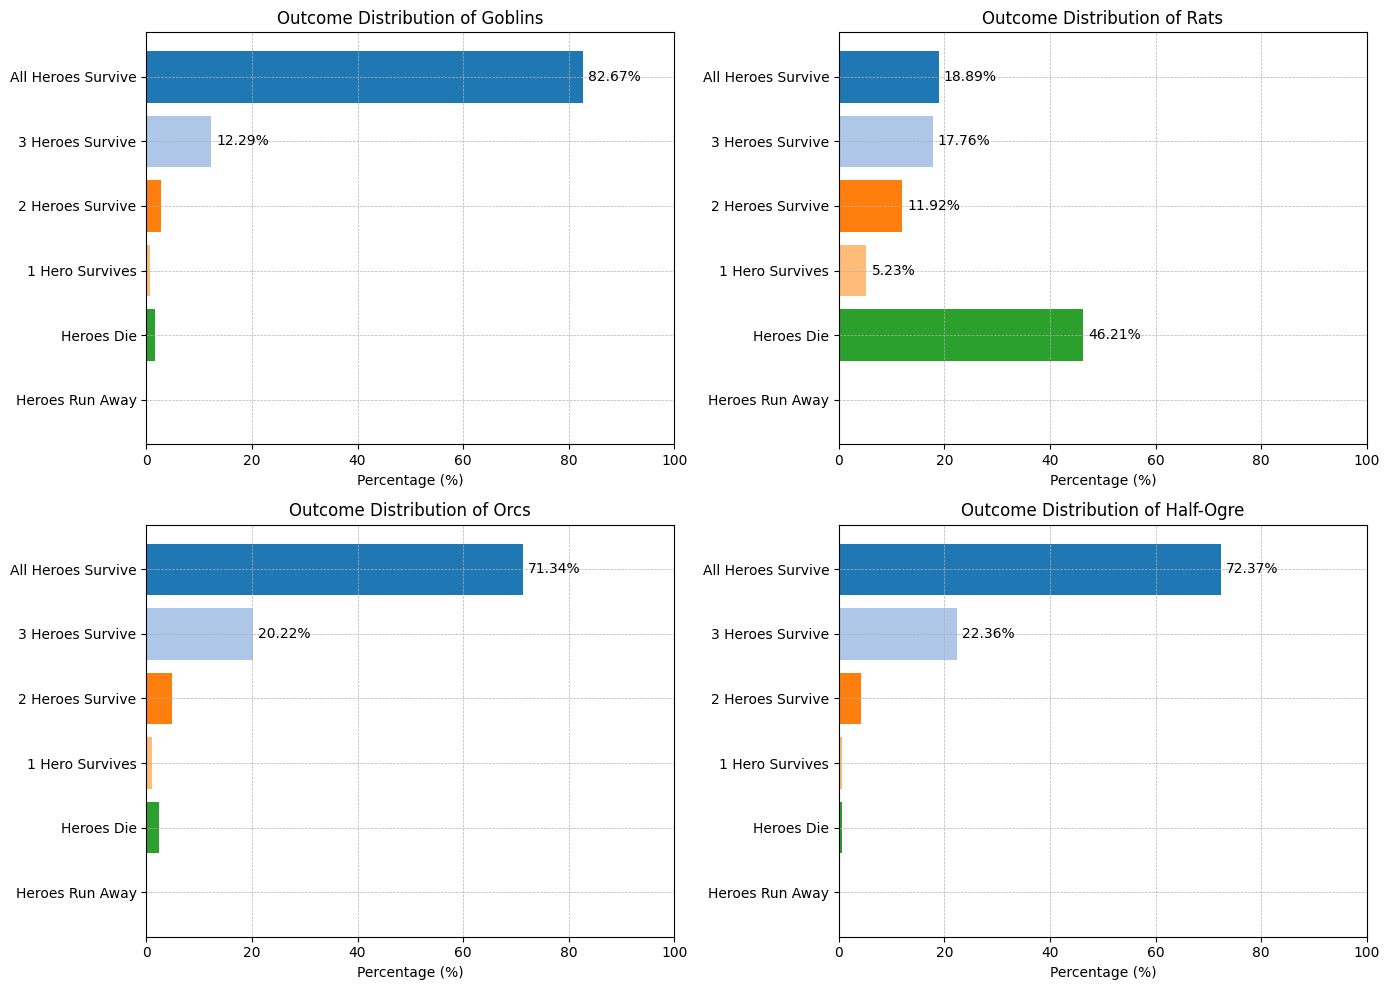 Outcome Distribution of Goblins
All Heroes Survive
82.67%
3 Heroes Survive
12.29%
2 Heroes Survive
1 Hero Survives
Heroes Die
Heroes Run Away
0 20 40 60 80 100
Percentage (%)
Outcome Distribution of Rats
All Heroes Survive
18.89%
3 Heroes Survive
17.76%
2 Heroes Survive
11.92%
1 Hero Survives
5.23%
Heroes Die
46.21%
Heroes Run Away
0 20 40 60 80 100
Percentage (%)
Outcome Distribution of Orcs
All Heroes Survive
71.34%
3 Heroes Survive
20.22%
2 Heroes Survive
1 Hero Survives
Heroes Die
Heroes Run Away
0 20 40 60 80 100
Percentage (%)
Outcome Distribution of Half-Ogre
All Heroes Survive
72.37%
3 Heroes Survive
22.36%
2 Heroes Survive
1 Hero Survives
Heroes Die
Heroes Run Away
0 20 40 60 80 100
Percentage (%)